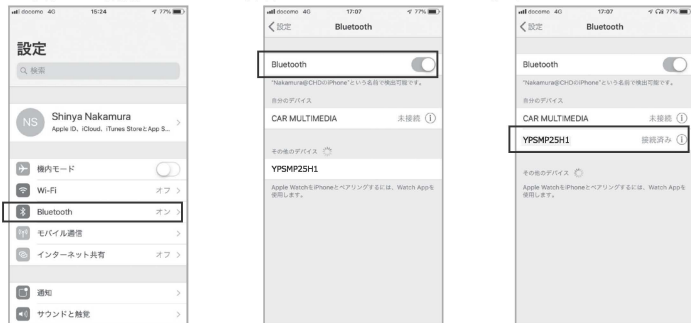 docomo 4G 15:24 77%
設定
検索
NS
Shinya Nakamura
Apple ID、iCloud、iTunes StoreとApp S...
機内モード
Wi-Fi オフ
Bluetooth オン
モバイル通信
インターネット共有 オフ
通知
サウンドと触覚
docomo 4G 17:07 77%
設定 Bluetooth
Bluetooth
"Nakamura@CHDのiPhone"という名前で検出可能です。
自分のデバイス
CAR MULTIMEDIA 未接続
その他のデバイス
YPSMP25H1
Apple WatchをiPhoneとペアリングするには、Watch Appを
使用します。
docomo 4G 17:07 77%
設定 Bluetooth
Bluetooth
"Nakamura@CHDのiPhone"という名前で検出可能です。
自分のデバイス
CAR MULTIMEDIA 未接続
YPSMP25H1 接続済み
その他のデバイス
Apple WatchをiPhoneとペアリングするには、Watch Appを
使用します。